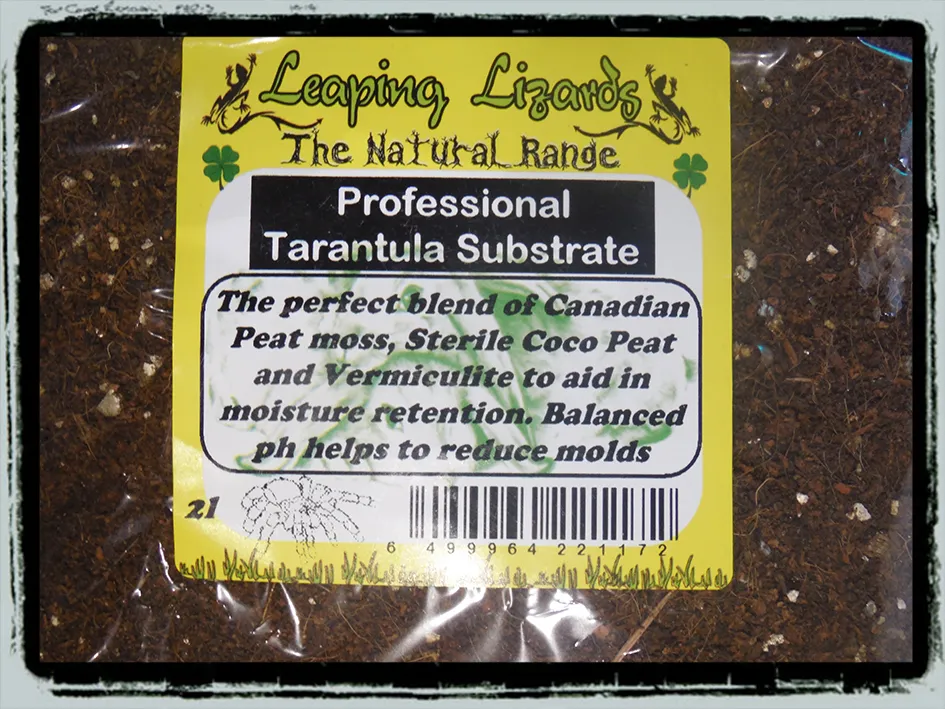 Leaping Lizards
The Natural Range
Professional
Tarantula Substrate
The perfect blend of Canadian
Peat moss, Sterile Coco Peat
and Vermiculite to aid in
moisture retention. Balanced
ph helps to reduce molds
2l
6 499964 221172